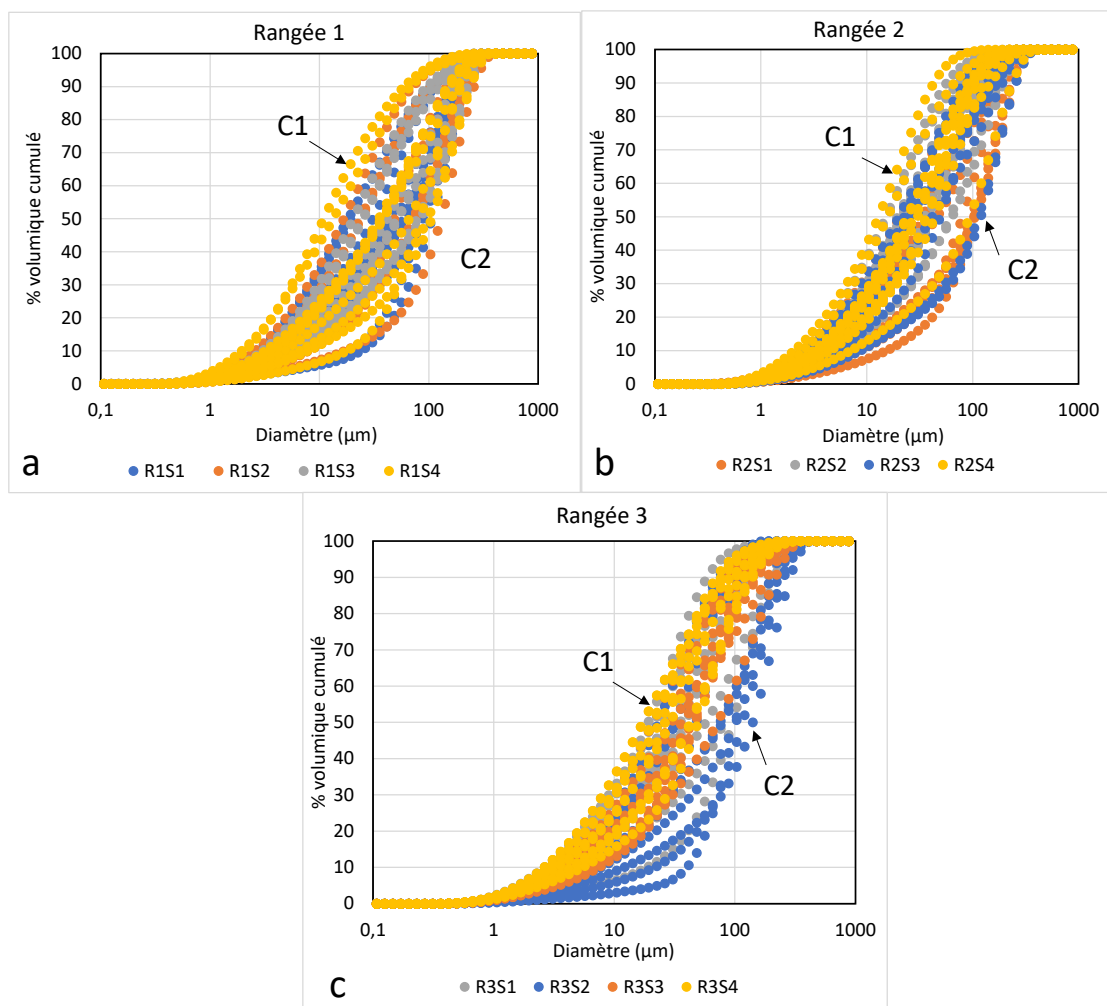 Rangée 1
% volumique cumulé
100
90
80
70
60
50
40
30
20
10
0
C1
C2
0,1 1 10 100 1000
Diamètre (µm)
a
R1S1 R1S2 R1S3 R1S4
Rangée 2
% volumique cumulé
100
90
80
70
60
50
40
30
20
10
0
C1
C2
0,1 1 10 100 1000
Diamètre (µm)
b
R2S1 R2S2 R2S3 R2S4
Rangée 3
% volumique cumulé
100
90
80
70
60
50
40
30
20
10
0
C1
C2
0,1 1 10 100 1000
Diamètre (µm)
c
R3S1 R3S2 R3S3 R3S4